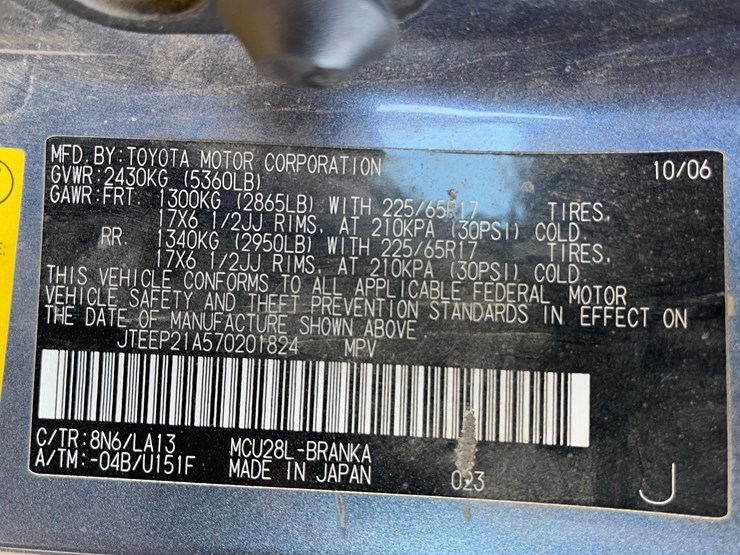 MFD. BY: TOYOTA MOTOR CORPORATION 10/06
GVWR: 2430KG (5360LB)
GAWR: FRT. 1300KG (2865LB) WITH 225/65R17 TIRES,
17X6 1/2JJ RIMS, AT 210KPA (30PSI) COLD.
RR. 1340KG (2950LB) WITH 225/65R17 TIRES,
17X6 1/2JJ RIMS, AT 210KPA (30PSI) COLD.
THIS VEHICLE CONFORMS TO ALL APPLICABLE FEDERAL MOTOR
VEHICLE SAFETY AND THEFT PREVENTION STANDARDS IN EFFECT ON
THE DATE OF MANUFACTURE SHOWN ABOVE.
JTEEP21A570201824 MPV
C/TR: 8N6/LA13 MCU28L-BRANKA
A/TM: -04B/U151F MADE IN JAPAN 023 J